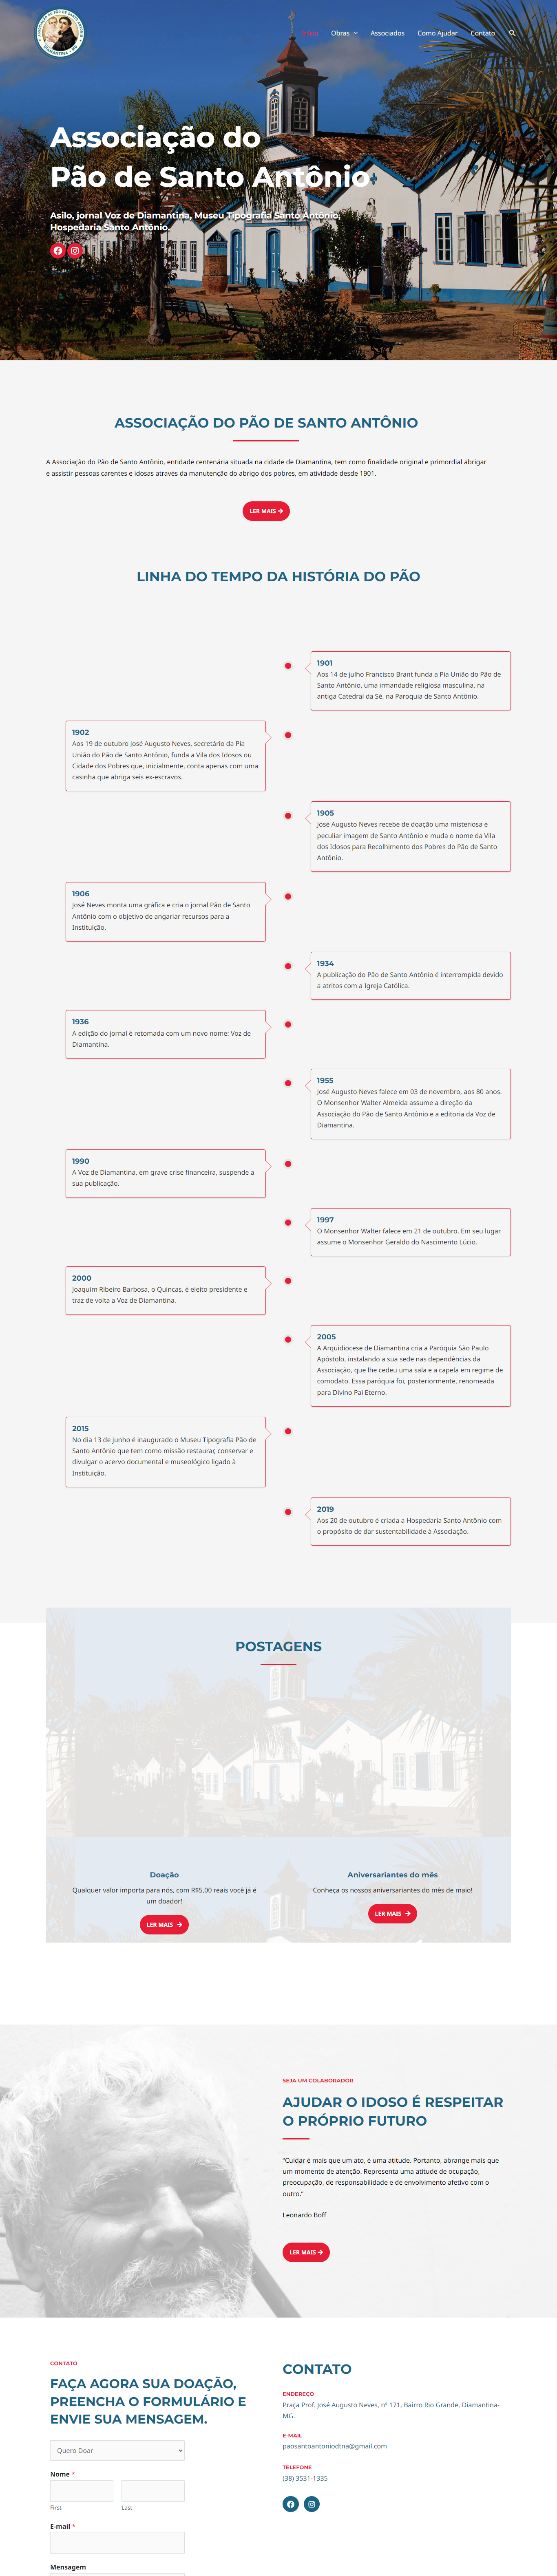 ASSOCIAÇÃO DO PÃO DE SANTO ANTÔNIO
DIAMANTINA
Início
Obras
Associados
Como Ajudar
Contato
Associação do
Pão de Santo Antônio
Asilo, jornal Voz de Diamantina, Museu Tipografia Santo Antônio,
Hospedaria Santo Antônio.
ASSOCIAÇÃO DO PÃO DE SANTO ANTÔNIO
A Associação do Pão de Santo Antônio, entidade centenária situada na cidade de Diamantina, tem como finalidade original e primordial abrigar
e assistir pessoas carentes e idosas através da manutenção do abrigo dos pobres, em atividade desde 1901.
LER MAIS
LINHA DO TEMPO DA HISTÓRIA DO PÃO
1901
Aos 14 de julho Francisco Brant funda a Pia União do Pão de
Santo Antônio, uma irmandade religiosa masculina, na
antiga Catedral da Sé, na Paroquia de Santo Antônio.
1902
Aos 19 de outubro José Augusto Neves, secretário da Pia
União do Pão de Santo Antônio, funda a Vila dos Idosos ou
Cidade dos Pobres que, inicialmente, conta apenas com uma
casinha que abriga seis ex-escravos.
1905
José Augusto Neves recebe de doação uma misteriosa e
peculiar imagem de Santo Antônio e muda o nome da Vila
dos Idosos para Recolhimento dos Pobres do Pão de Santo
Antônio.
1906
José Neves monta uma gráfica e cria o jornal Pão de Santo
Antônio com o objetivo de angariar recursos para a
Instituição.
1934
A publicação do Pão de Santo Antônio é interrompida devido
a atritos com a Igreja Católica.
1936
A edição do jornal é retomada com um novo nome: Voz de
Diamantina.
1955
José Augusto Neves falece em 03 de novembro, aos 80 anos.
O Monsenhor Walter Almeida assume a direção da
Associação do Pão de Santo Antônio e a editoria da Voz de
Diamantina.
1990
A Voz de Diamantina, em grave crise financeira, suspende a
sua publicação.
1997
O Monsenhor Walter falece em 21 de outubro. Em seu lugar
assume o Monsenhor Geraldo do Nascimento Lúcio.
2000
Joaquim Ribeiro Barbosa, o Quincas, é eleito presidente e
traz de volta a Voz de Diamantina.
2005
A Arquidiocese de Diamantina cria a Paróquia São Paulo
Apóstolo, instalando a sua sede nas dependências da
Associação, que lhe cedeu uma sala e a capela em regime de
comodato. Essa paróquia foi, posteriormente, renomeada
para Divino Pai Eterno.
2015
No dia 13 de junho é inaugurado o Museu Tipografia Pão de
Santo Antônio que tem como missão restaurar, conservar e
divulgar o acervo documental e museológico ligado à
Instituição.
2019
Aos 20 de outubro é criada a Hospedaria Santo Antônio com
o propósito de dar sustentabilidade à Associação.
POSTAGENS
Doação
Qualquer valor importa para nós, com R$5,00 reais você já é
um doador!
LER MAIS
Aniversariantes do mês
Conheça os nossos aniversariantes do mês de maio!
LER MAIS
SEJA UM COLABORADOR
AJUDAR O IDOSO É RESPEITAR
O PRÓPRIO FUTURO
“Cuidar é mais que um ato, é uma atitude. Portanto, abrange mais que
um momento de atenção. Representa uma atitude de ocupação,
preocupação, de responsabilidade e de envolvimento afetivo com o
outro.”
Leonardo Boff
LER MAIS
CONTATO
FAÇA AGORA SUA DOAÇÃO,
PREENCHA O FORMULÁRIO E
ENVIE SUA MENSAGEM.
Quero Doar
Nome *
First
Last
E-mail *
Mensagem
CONTATO
ENDEREÇO
Praça Prof. José Augusto Neves, nº 171, Bairro Rio Grande, Diamantina-
MG.
E-MAIL
paosantoantoniodtna@gmail.com
TELEFONE
(38) 3531-1335